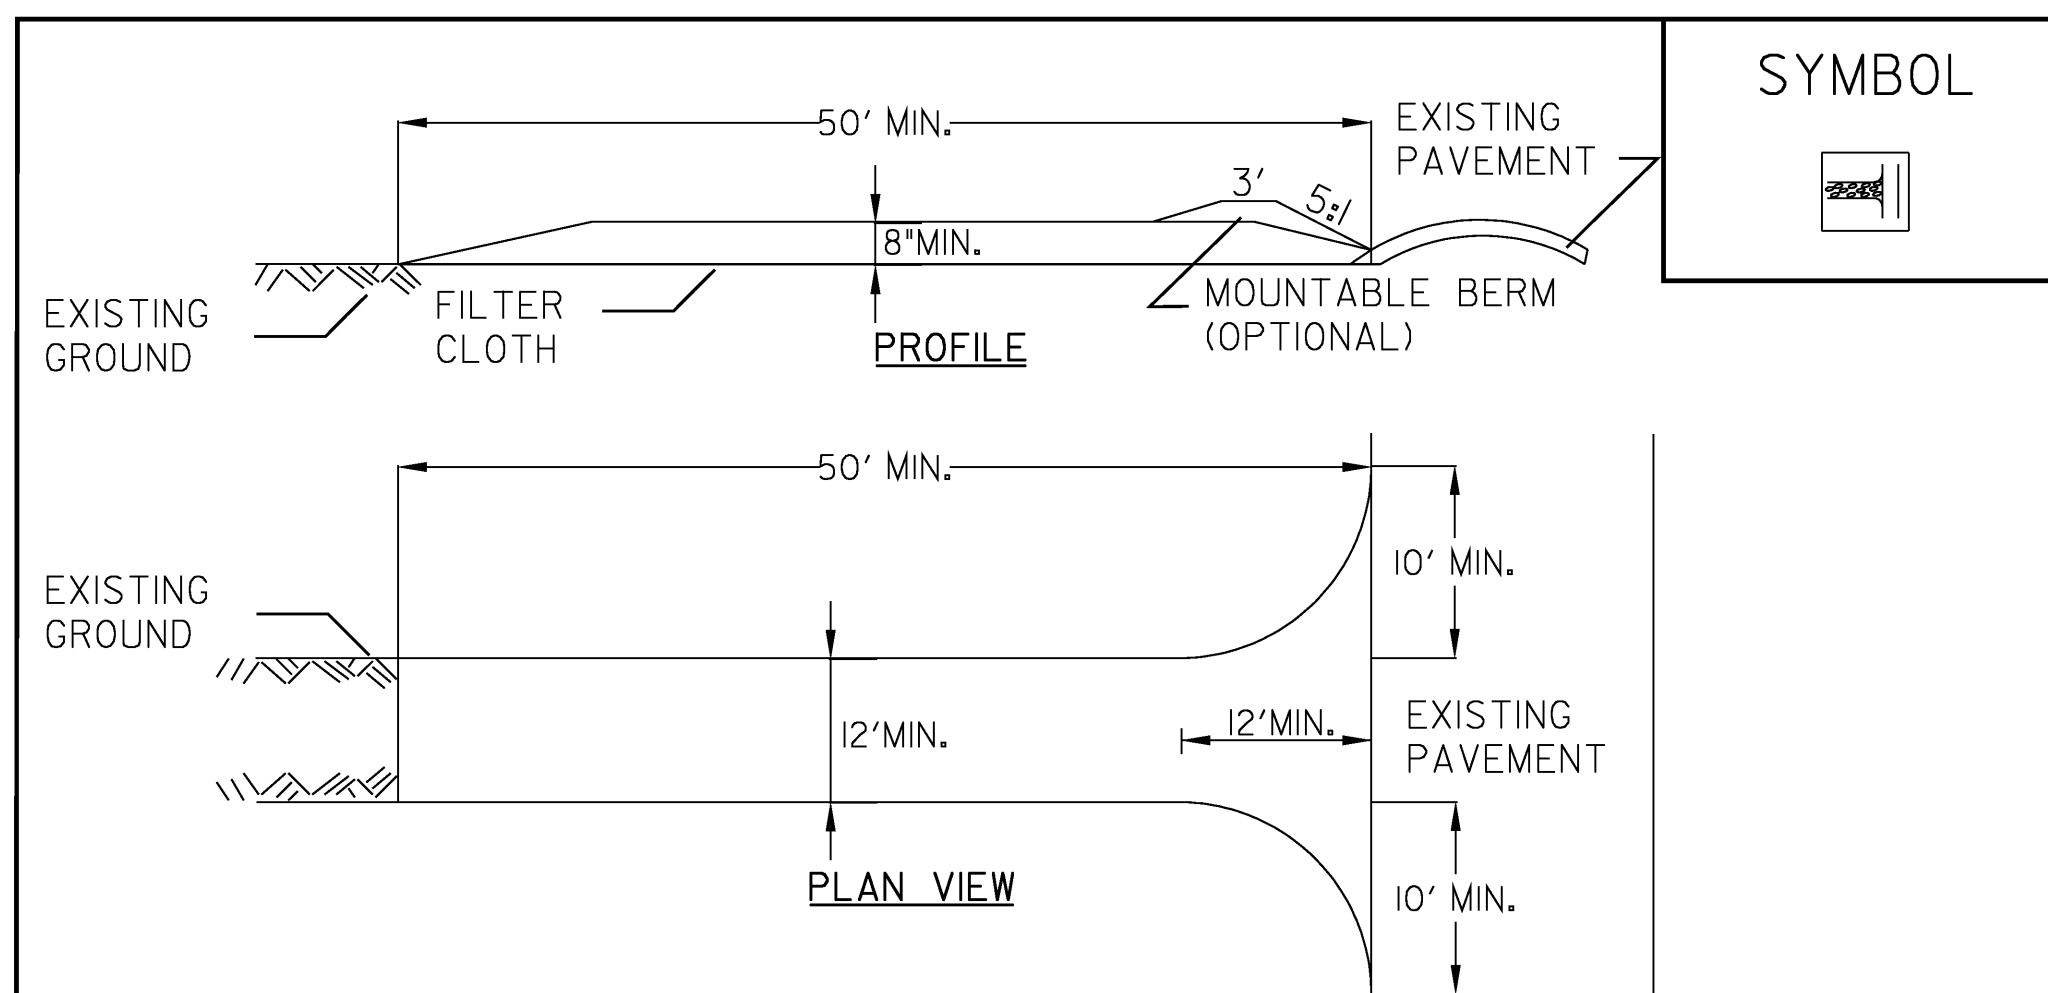 SYMBOL
50' MIN.
EXISTING
PAVEMENT
3'
5:1
8"MIN.
EXISTING
GROUND
FILTER
CLOTH
MOUNTABLE BERM
(OPTIONAL)
PROFILE
50' MIN.
10' MIN.
EXISTING
GROUND
12'MIN.
12'MIN.
EXISTING
PAVEMENT
PLAN VIEW
10' MIN.